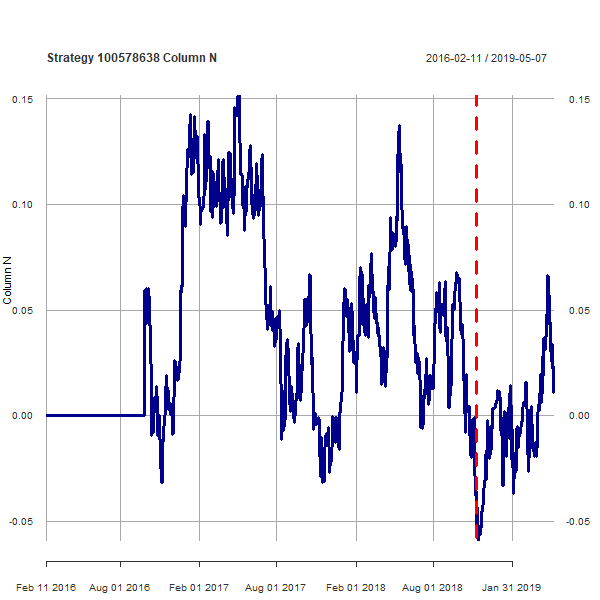 Strategy 100578638 Column N
2016-02-11 / 2019-05-07
0.15
0.15
0.10
0.10
Column N
0.05
0.05
0.00
0.00
-0.05
-0.05
Feb 11 2016
Aug 01 2016
Feb 01 2017
Aug 01 2017
Feb 01 2018
Aug 01 2018
Jan 31 2019